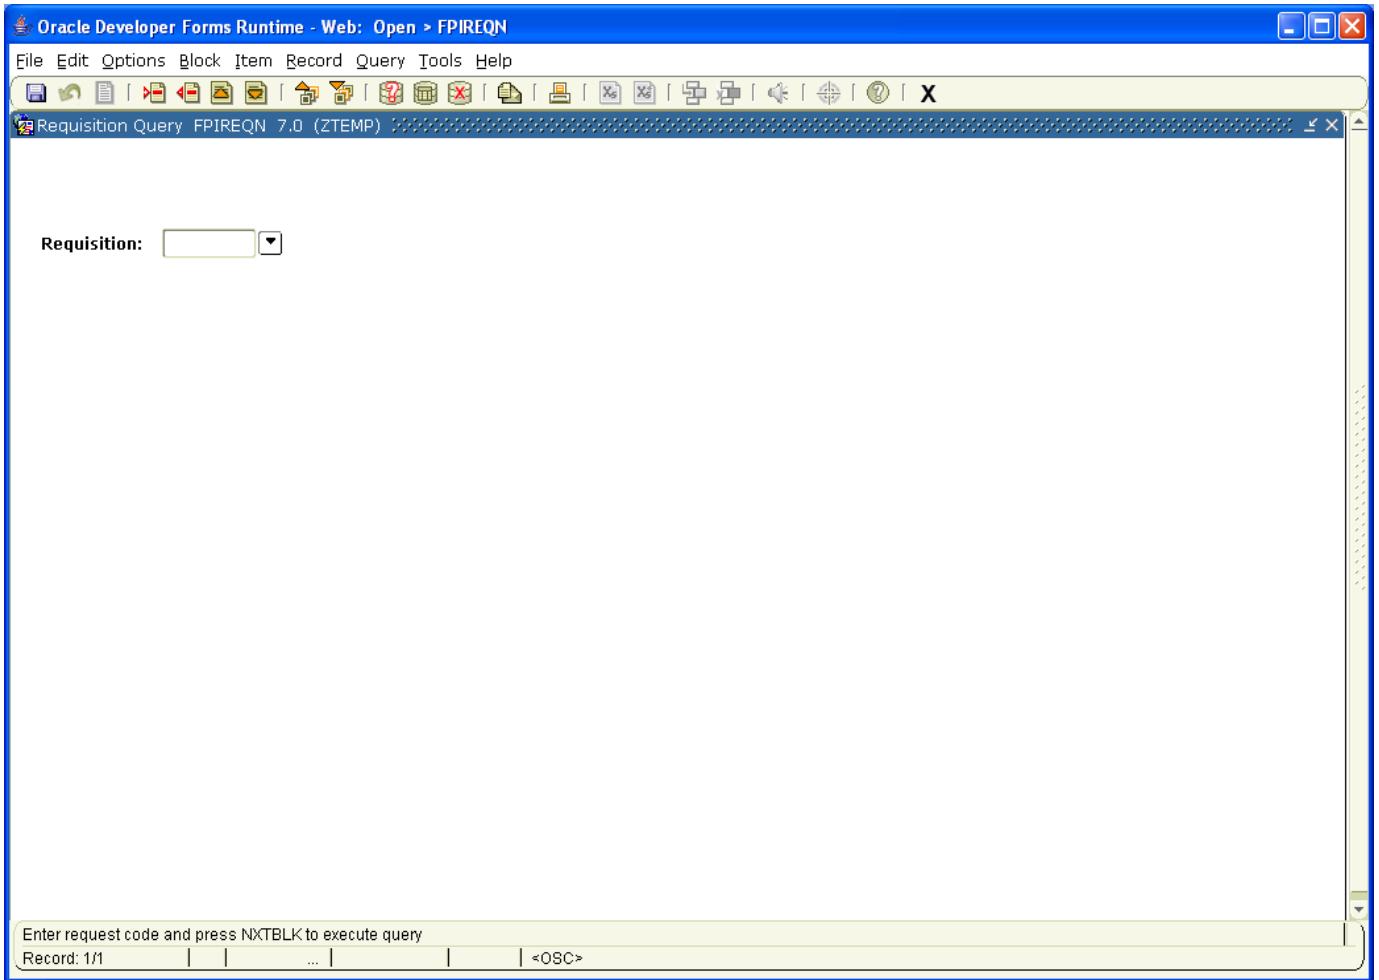 Oracle Developer Forms Runtime - Web: Open > FPIREQN
File Edit Options Block Item Record Query Tools Help
Requisition Query FPIREQN 7.0 (ZTEMP)
Requisition:
Enter request code and press NXTBLK to execute query
Record: 1/1 ... <OSC>